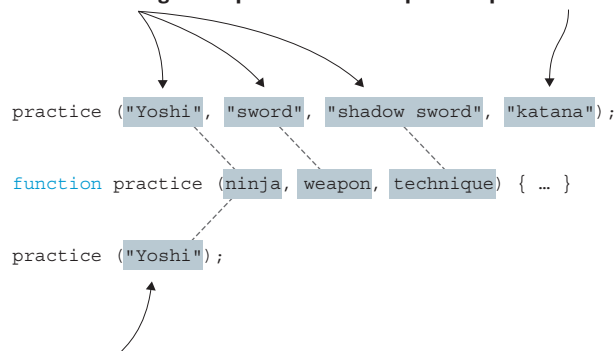 practice ("Yoshi", "sword", "shadow sword", "katana");
function practice (ninja, weapon, technique) { … }
practice ("Yoshi");